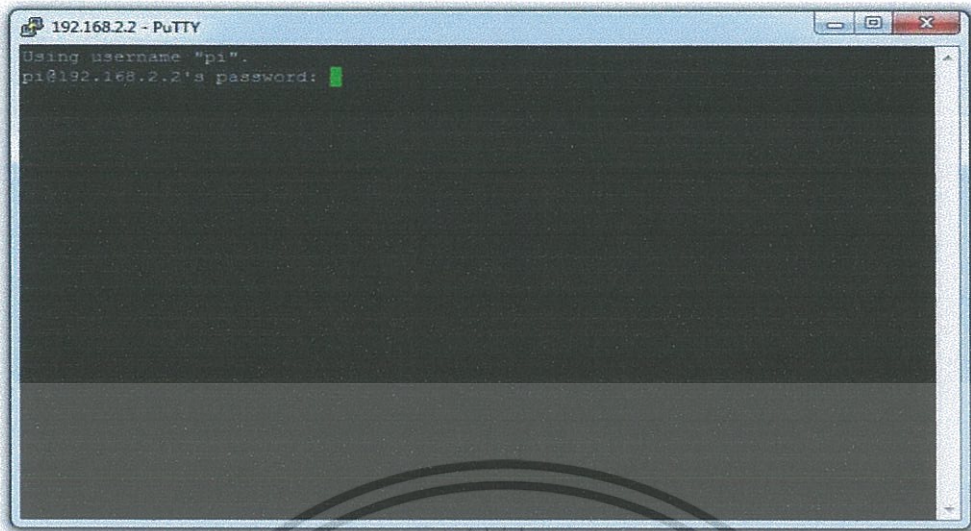 192.168.2.2 - PuTTY
Using username "pi".
pi@192.168.2.2's password: